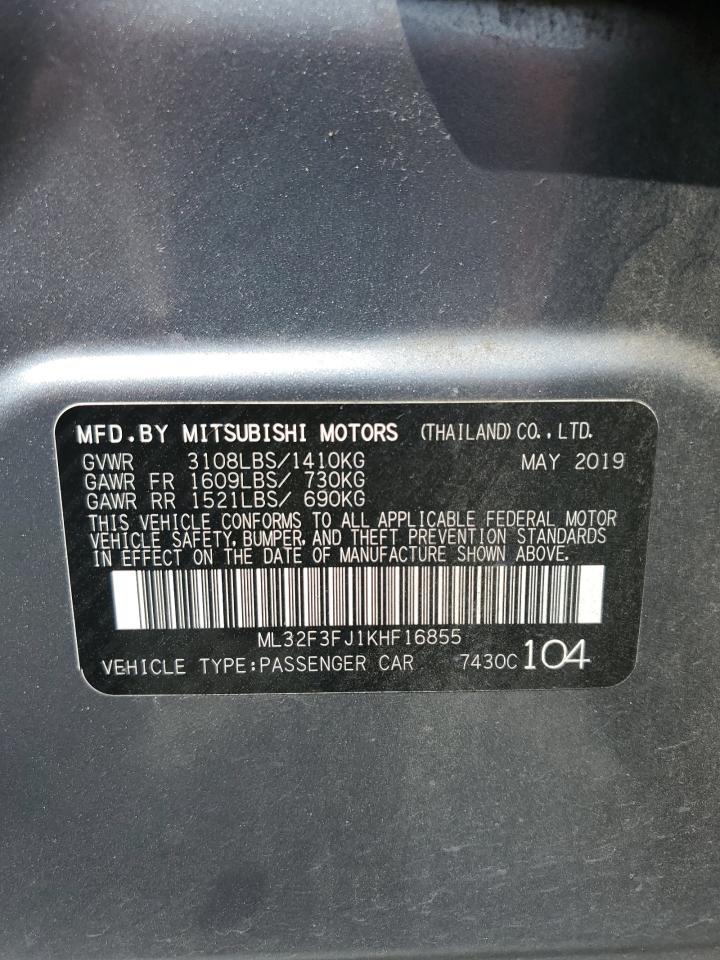 MFD.BY MITSUBISHI MOTORS (THAILAND) CO., LTD.
GVWR 3108LBS/1410KG MAY 2019
GAWR FR 1609LBS/ 730KG
GAWR RR 1521LBS/ 690KG
THIS VEHICLE CONFORMS TO ALL APPLICABLE FEDERAL MOTOR
VEHICLE SAFETY, BUMPER, AND THEFT PREVENTION STANDARDS
IN EFFECT ON THE DATE OF MANUFACTURE SHOWN ABOVE.
ML32F3FJ1KHF16855
VEHICLE TYPE:PASSENGER CAR 7430C 104